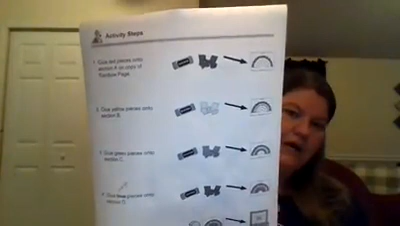 Activity Steps
1. Glue red pieces onto
section A on copy of
Rainbow Page.
2. Glue yellow pieces onto
section B.
3. Glue green pieces onto
section C.
4. Glue blue pieces onto
section D.